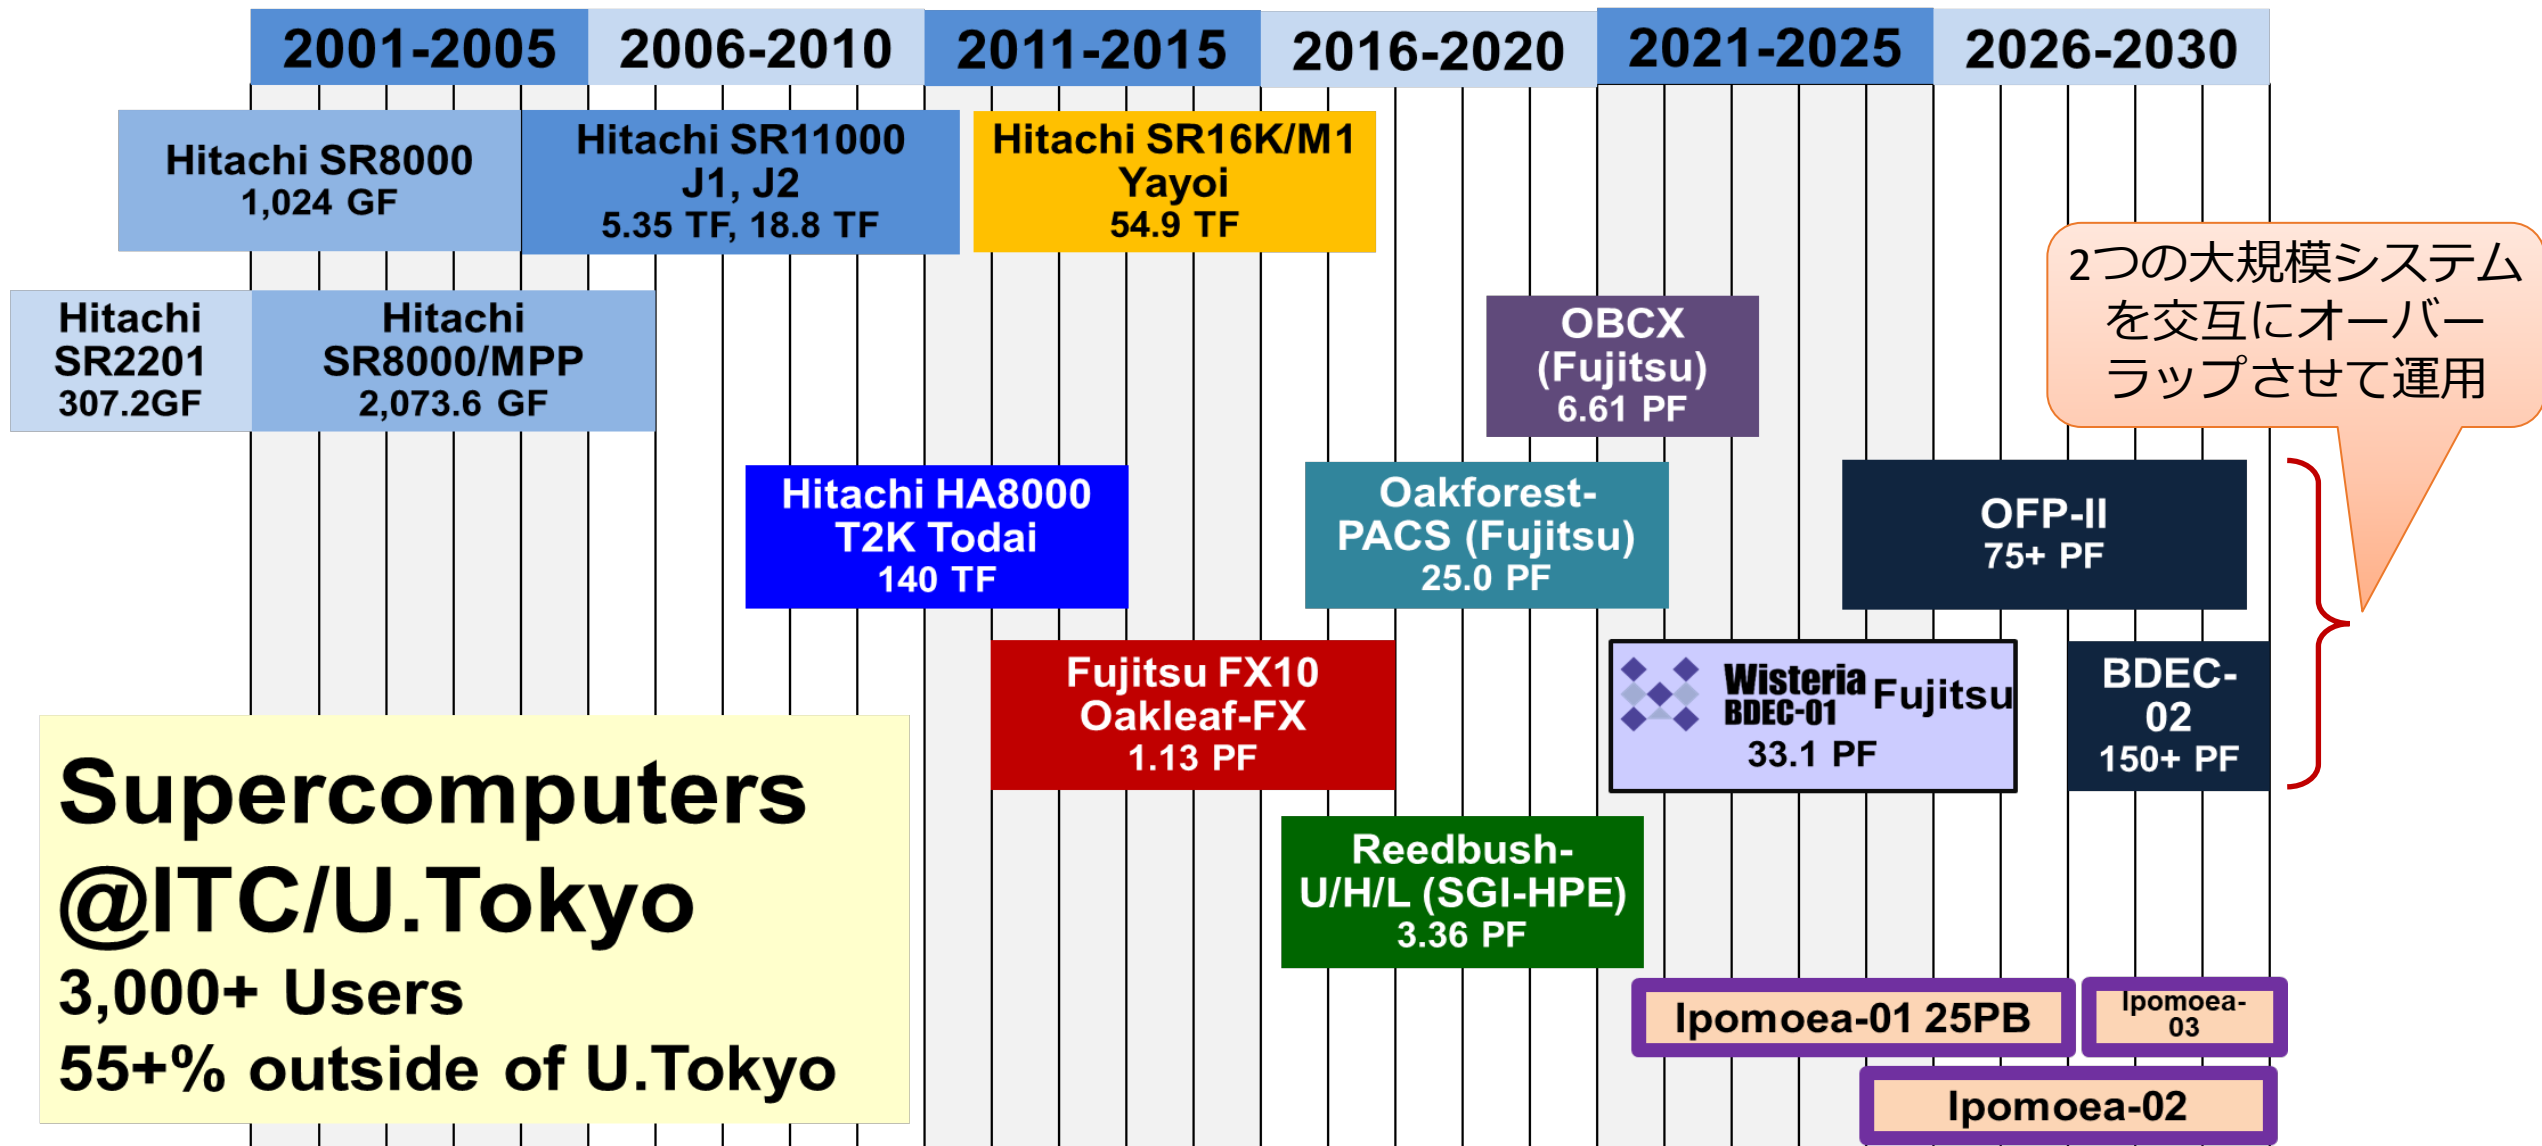 2001-2005
2006-2010
2011-2015
2016-2020
2021-2025
2026-2030
Hitachi SR8000
1,024 GF
Hitachi SR11000
J1, J2
5.35 TF, 18.8 TF
Hitachi SR16K/M1
Yayoi
54.9 TF
Hitachi
SR2201
307.2GF
Hitachi
SR8000/MPP
2,073.6 GF
OBCX
(Fujitsu)
6.61 PF
2つの大規模システム
を交互にオーバー
ラップさせて運用
Hitachi HA8000
T2K Todai
140 TF
Oakforest-
PACS (Fujitsu)
25.0 PF
OFP-II
75+ PF
Fujitsu FX10
Oakleaf-FX
1.13 PF
Wisteria
BDEC-01
Fujitsu
33.1 PF
BDEC-
02
150+ PF
Reedbush-
U/H/L (SGI-HPE)
3.36 PF
Ipomoea-01 25PB
Ipomoea-
03
Ipomoea-02
Supercomputers
@ITC/U.Tokyo
3,000+ Users
55+% outside of U.Tokyo